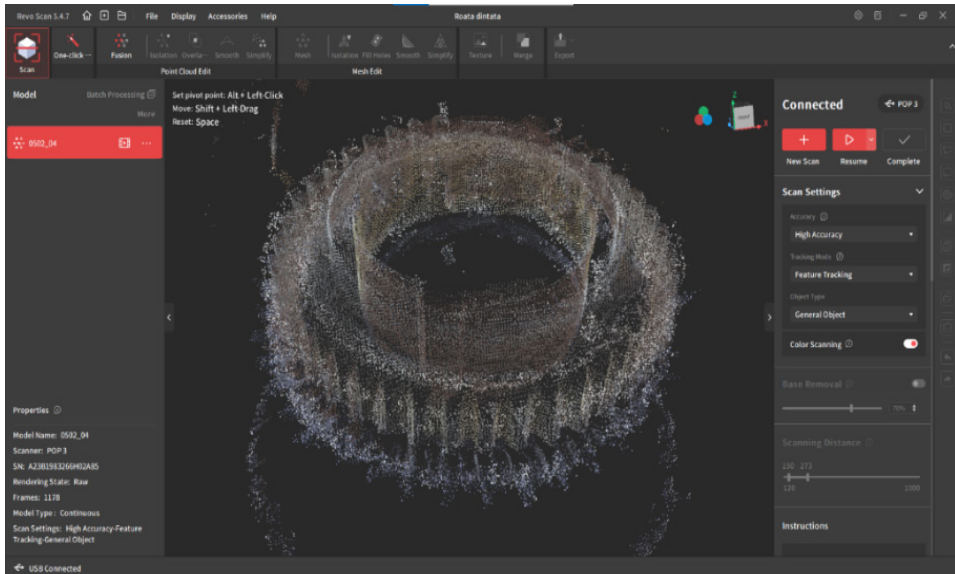 Revo Scan 5.4.7 File Display Accessories Help Roata dintata
Scan One-click ··· Fusion Isolation Overla··· Smooth Simplify Mesh Isolation Fill Holes Smooth Simplify Texture Merge Export
Point Cloud Edit Mesh Edit
Model Batch Processing
More
0502_04 ···
Set pivot point: Alt + Left-Click
Move: Shift + Left-Drag
Reset: Space
Z
X
FRONT
Connected POP 3
New Scan Resume Complete
Scan Settings
Accuracy
High Accuracy
Tracking Mode
Feature Tracking
Object Type
General Object
Color Scanning
Base Removal
70%
Scanning Distance
250 273
120 1000
Instructions
Properties
Model Name: 0502_04
Scanner: POP 3
SN: A23B1983266H02A85
Rendering State: Raw
Frames: 1178
Model Type : Continuous
Scan Settings: High Accuracy-Feature
Tracking-General Object
USB Connected